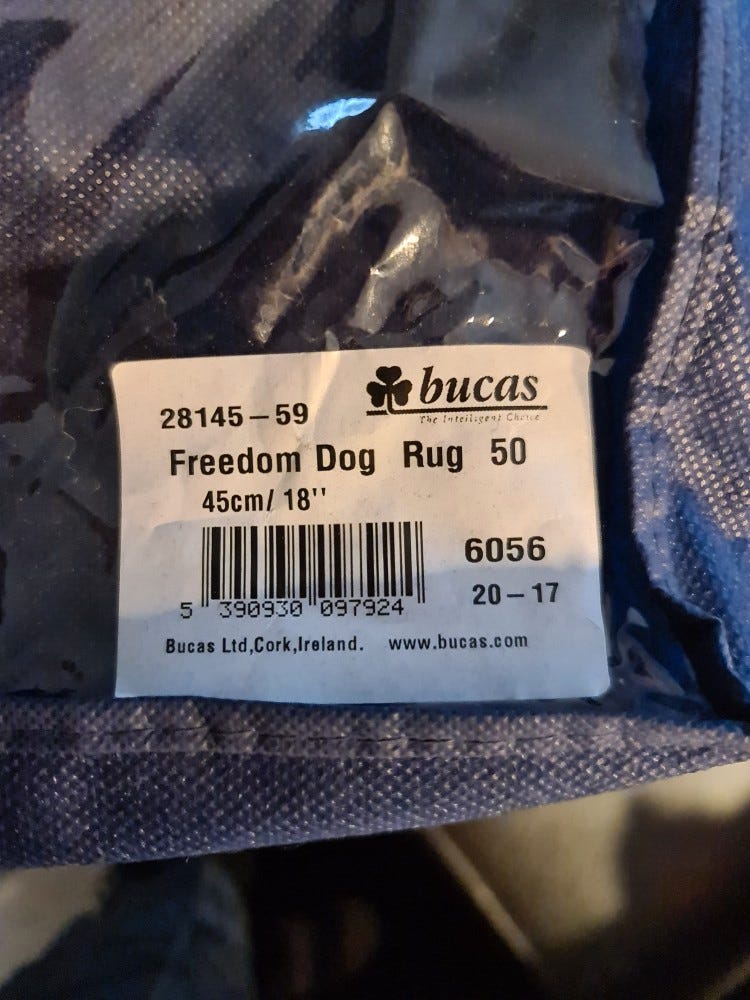 bucas
The Intelligent Choice
28145-59
Freedom Dog Rug 50
45cm/ 18''
6056
5 390930 097924
20-17
Bucas Ltd,Cork,Ireland. www.bucas.com